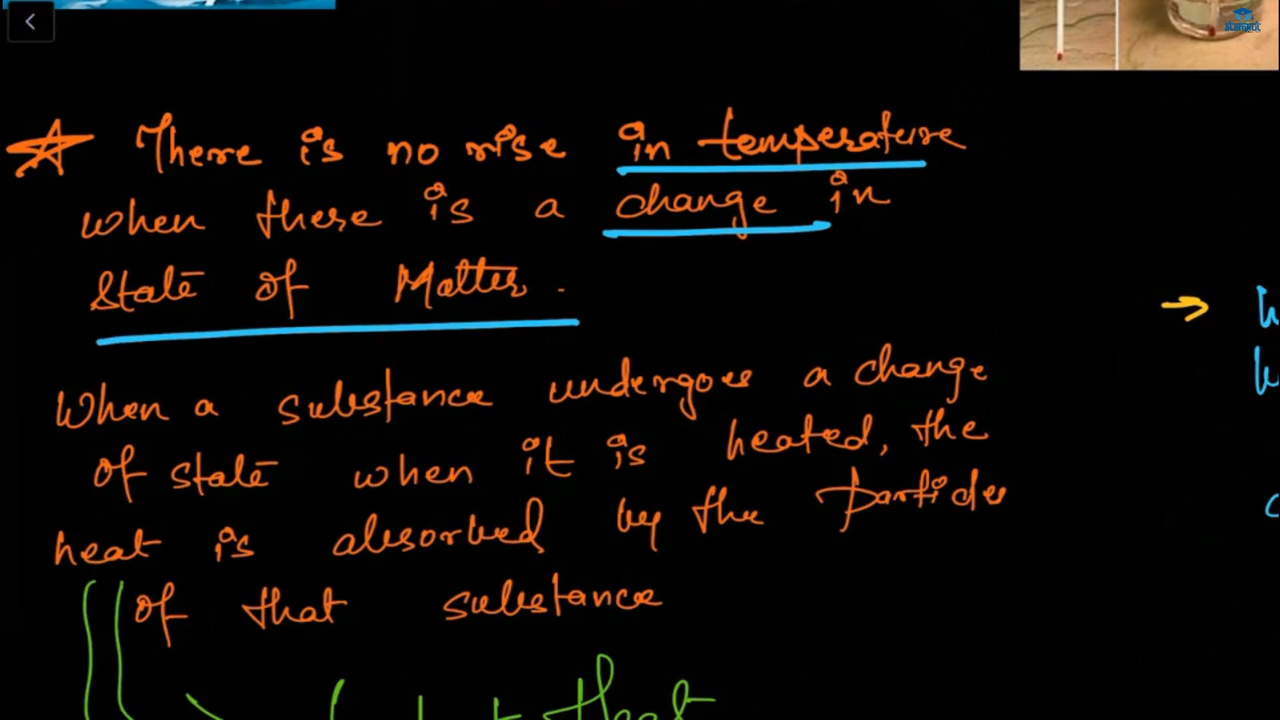 There is no rise in temperature
when there is a change in
State of Matter.
When a substance undergoes a change
of state when it is heated, the
heat is absorbed by the particles
of that substance
that